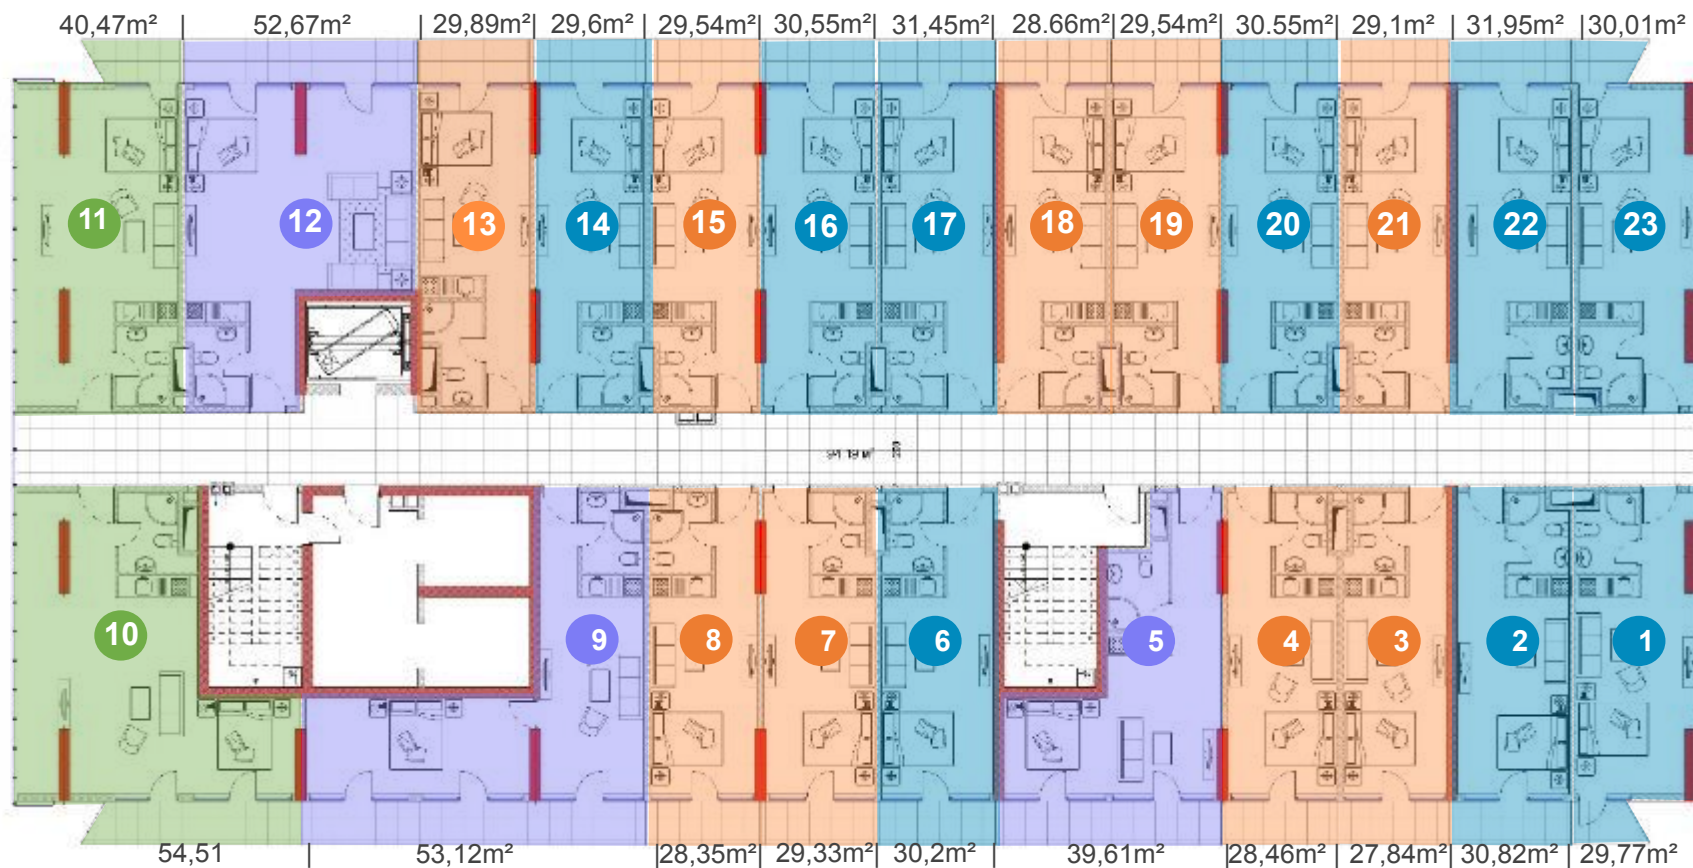 40,47m² 52,67m² 29,89m² 29,6m² 29,54m² 30,55m² 31,45m² 28.66m² 29,54m² 30.55m² 29,1m² 31,95m² 30,01m²
11 12 13 14 15 16 17 18 19 20 21 22 23
10 9 8 7 6 5 4 3 2 1
54,51 53,12m² 28,35m² 29,33m² 30,2m² 39,61m² 28,46m² 27,84m² 30,82m² 29,77m²